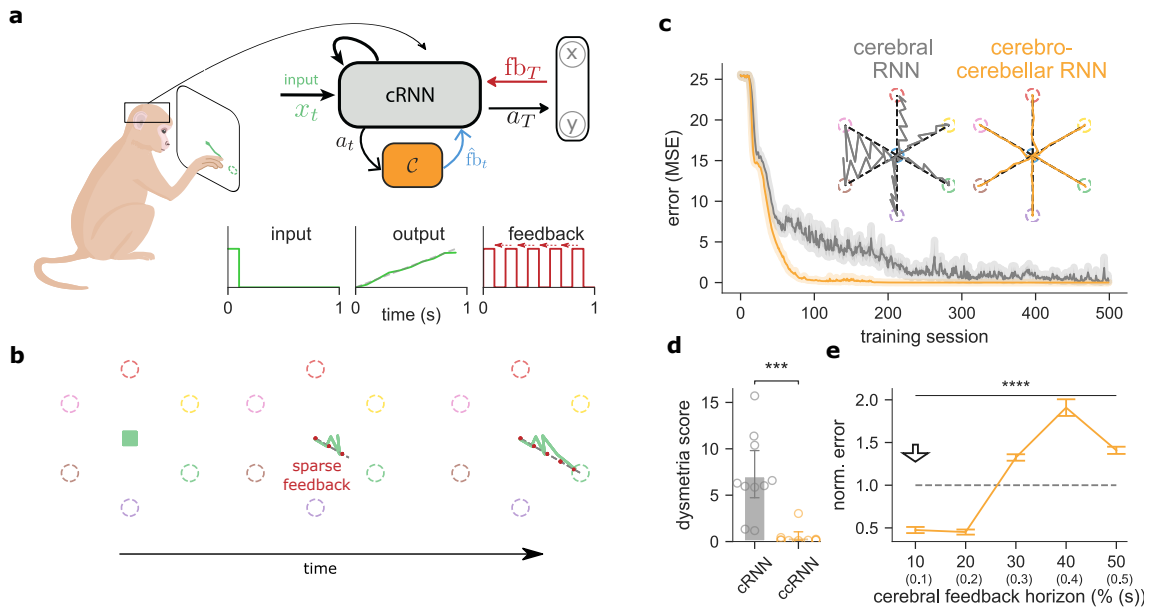 a
input
x_t
cRNN
fb_T
a_T
x
y
a_t
C
f̂b_t
input
output
feedback
0
1
0
1
0
1
time (s)
b
sparse
feedback
time
c
cerebral
RNN
cerebro-
cerebellar RNN
error (MSE)
25
20
15
10
5
0
0
100
200
300
400
500
training session
d
***
dysmetria score
15
10
5
0
cRNN
ccRNN
e
****
norm. error
2.0
1.5
1.0
0.5
10
20
30
40
50
(0.1)
(0.2)
(0.3)
(0.4)
(0.5)
cerebral feedback horizon (% (s))